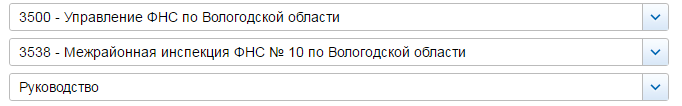 3500 - Управление ФНС по Вологодской области
3538 - Межрайонная инспекция ФНС № 10 по Вологодской области
Руководство